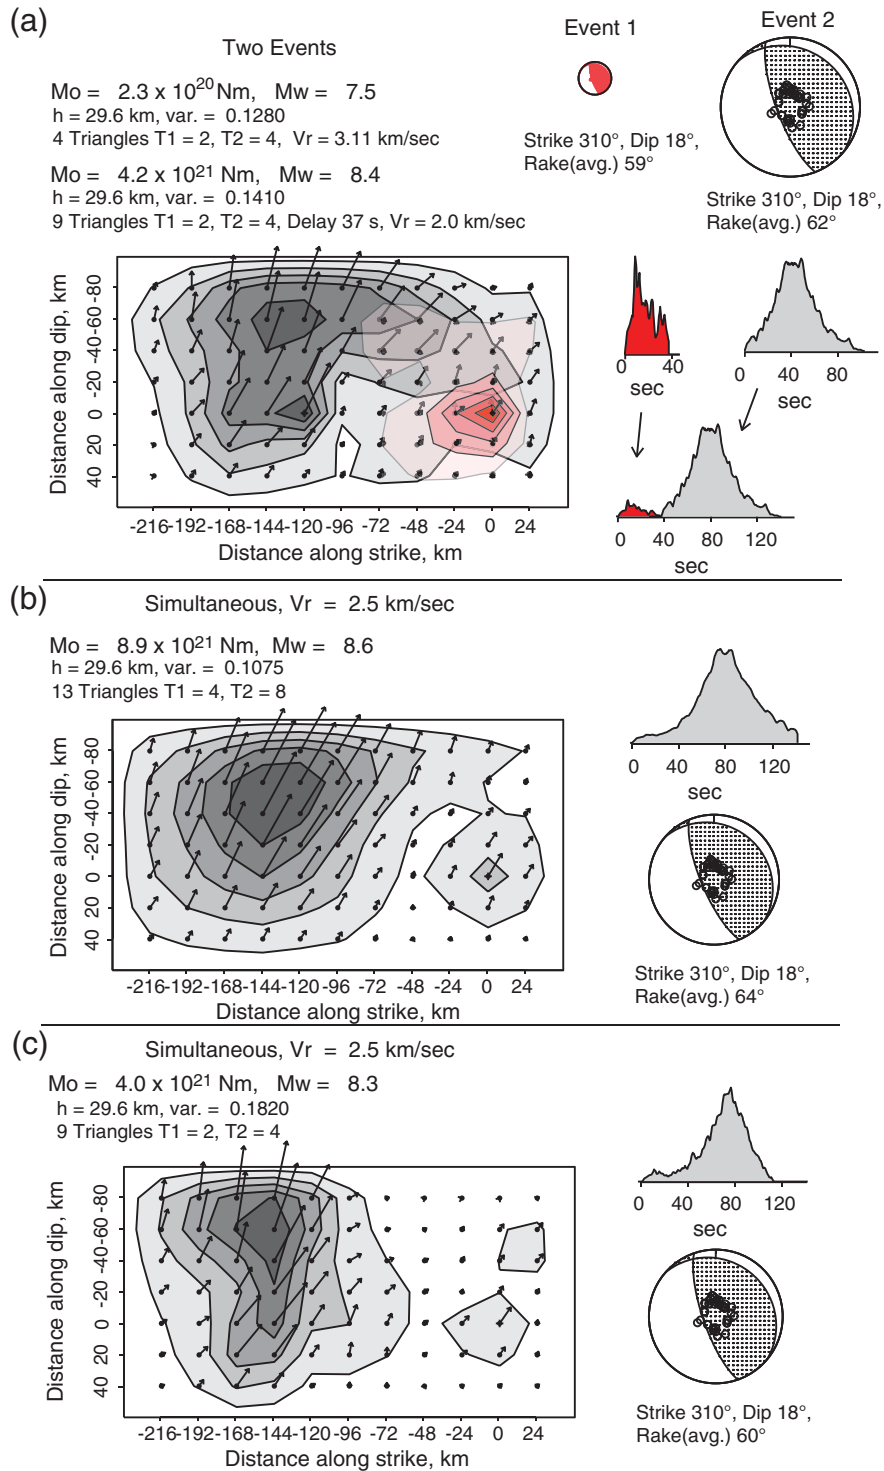 (a)
Two Events
Event 1
Event 2
Mo = 2.3 x 10^20 Nm, Mw = 7.5
h = 29.6 km, var. = 0.1280
4 Triangles T1 = 2, T2 = 4, Vr = 3.11 km/sec
Strike 310°, Dip 18°,
Rake(avg.) 59°
Mo = 4.2 x 10^21 Nm, Mw = 8.4
h = 29.6 km, var. = 0.1410
9 Triangles T1 = 2, T2 = 4, Delay 37 s, Vr = 2.0 km/sec
Strike 310°, Dip 18°,
Rake(avg.) 62°
Distance along dip, km
-80
-40-60
-20
0
20
40
-216-192-168-144-120-96 -72 -48 -24 0 24
Distance along strike, km
0 40
sec
0 40 80
sec
0 40 80 120
sec
(b)
Simultaneous, Vr = 2.5 km/sec
Mo = 8.9 x 10^21 Nm, Mw = 8.6
h = 29.6 km, var. = 0.1075
13 Triangles T1 = 4, T2 = 8
Distance along dip, km
-80
-40-60
-20
0
20
40
-216-192-168-144-120-96 -72 -48 -24 0 24
Distance along strike, km
0 40 80 120
sec
Strike 310°, Dip 18°,
Rake(avg.) 64°
(c)
Simultaneous, Vr = 2.5 km/sec
Mo = 4.0 x 10^21 Nm, Mw = 8.3
h = 29.6 km, var. = 0.1820
9 Triangles T1 = 2, T2 = 4
Distance along dip, km
-80
-40-60
-20
0
20
40
-216-192-168-144-120-96 -72 -48 -24 0 24
Distance along strike, km
0 40 80 120
sec
Strike 310°, Dip 18°,
Rake(avg.) 60°